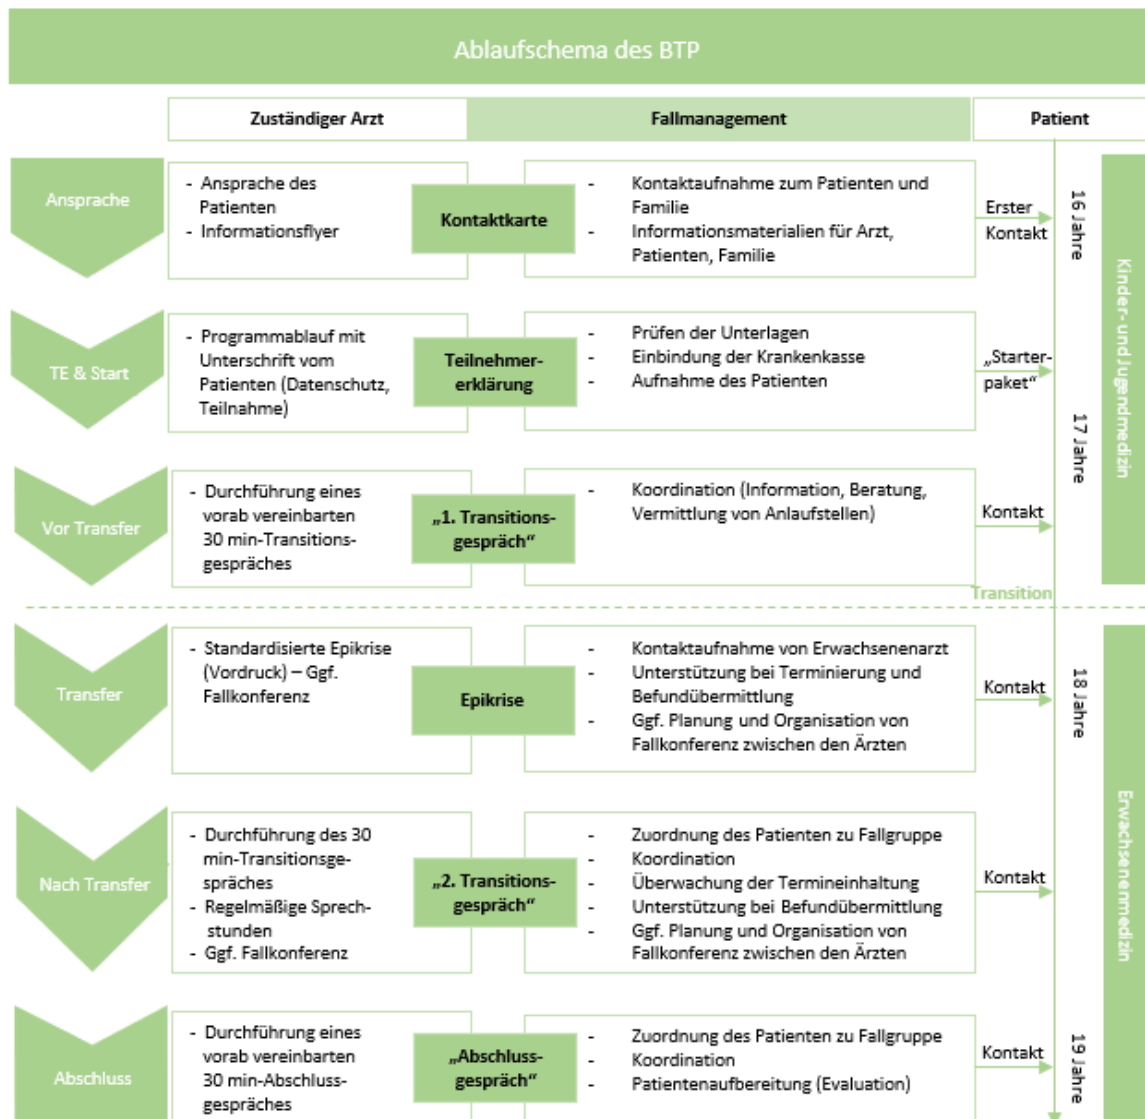 Ablaufschema des BTP
Zuständiger Arzt
Fallmanagement
Patient
Ansprache
- Ansprache des
Patienten
- Informationsflyer
Kontaktkarte
- Kontaktaufnahme zum Patienten und
Familie
- Informationsmaterialien für Arzt,
Patienten, Familie
Erster
Kontakt
16 Jahre
Kinder- und Jugendmedizin
TE & Start
- Programmablauf mit
Unterschrift vom
Patienten (Datenschutz,
Teilnahme)
Teilnehmer-
erklärung
- Prüfen der Unterlagen
- Einbindung der Krankenkasse
- Aufnahme des Patienten
„Starter-
paket“
17 Jahre
Vor Transfer
- Durchführung eines
vorab vereinbarten
30 min-Transitions-
gespräches
„1. Transitions-
gespräch“
- Koordination (Information, Beratung,
Vermittlung von Anlaufstellen)
Kontakt
Transition
Transfer
- Standardisierte Epikrise
(Vordruck) – Ggf.
Fallkonferenz
Epikrise
- Kontaktaufnahme von Erwachsenenarzt
- Unterstützung bei Terminierung und
Befundübermittlung
- Ggf. Planung und Organisation von
Fallkonferenz zwischen den Ärzten
Kontakt
18 Jahre
Erwachsenenmedizin
Nach Transfer
- Durchführung des 30
min-Transitionsge-
spräches
- Regelmäßige Sprech-
stunden
- Ggf. Fallkonferenz
„2. Transitions-
gespräch“
- Zuordnung des Patienten zu Fallgruppe
- Koordination
- Überwachung der Termineinhaltung
- Unterstützung bei Befundübermittlung
- Ggf. Planung und Organisation von
Fallkonferenz zwischen den Ärzten
Kontakt
Abschluss
- Durchführung eines
vorab vereinbarten
30 min-Abschluss-
gespräches
„Abschluss-
gespräch“
- Zuordnung des Patienten zu Fallgruppe
- Koordination
- Patientenaufbereitung (Evaluation)
Kontakt
19 Jahre